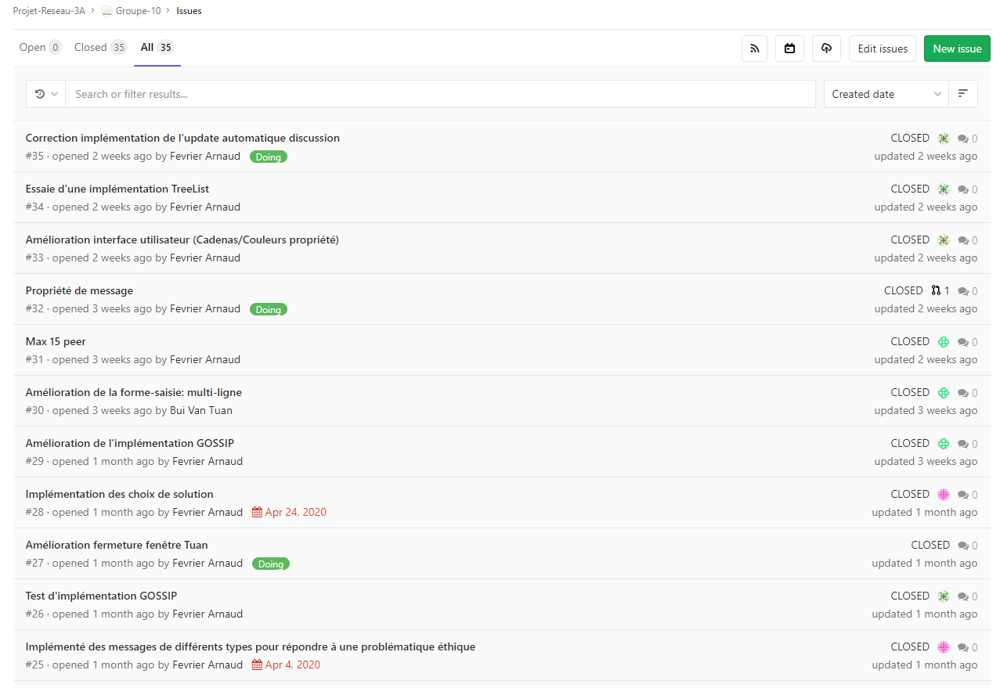 Projet-Reseau-3A > Groupe-10 > Issues
Open 0 Closed 35 All 35 Edit issues New issue
Search or filter results... Created date
Correction implémentation de l'update automatique discussion CLOSED 0
#35 · opened 2 weeks ago by Fevrier Arnaud Doing updated 2 weeks ago
Essaie d'une implémentation TreeList CLOSED 0
#34 · opened 2 weeks ago by Fevrier Arnaud updated 2 weeks ago
Amélioration interface utilisateur (Cadenas/Couleurs propriété) CLOSED 0
#33 · opened 2 weeks ago by Fevrier Arnaud updated 2 weeks ago
Propriété de message CLOSED 1 0
#32 · opened 3 weeks ago by Fevrier Arnaud Doing updated 2 weeks ago
Max 15 peer CLOSED 0
#31 · opened 3 weeks ago by Fevrier Arnaud updated 2 weeks ago
Amélioration de la forme-saisie: multi-ligne CLOSED 0
#30 · opened 3 weeks ago by Bui Van Tuan updated 3 weeks ago
Amélioration de l'implémentation GOSSIP CLOSED 0
#29 · opened 1 month ago by Fevrier Arnaud updated 3 weeks ago
Implémentation des choix de solution CLOSED 0
#28 · opened 1 month ago by Fevrier Arnaud Apr 24, 2020 updated 1 month ago
Amélioration fermeture fenêtre Tuan CLOSED 0
#27 · opened 1 month ago by Fevrier Arnaud Doing updated 1 month ago
Test d'implémentation GOSSIP CLOSED 0
#26 · opened 1 month ago by Fevrier Arnaud updated 1 month ago
Implémenté des messages de différents types pour répondre à une problématique éthique CLOSED 0
#25 · opened 1 month ago by Fevrier Arnaud Apr 4, 2020 updated 1 month ago